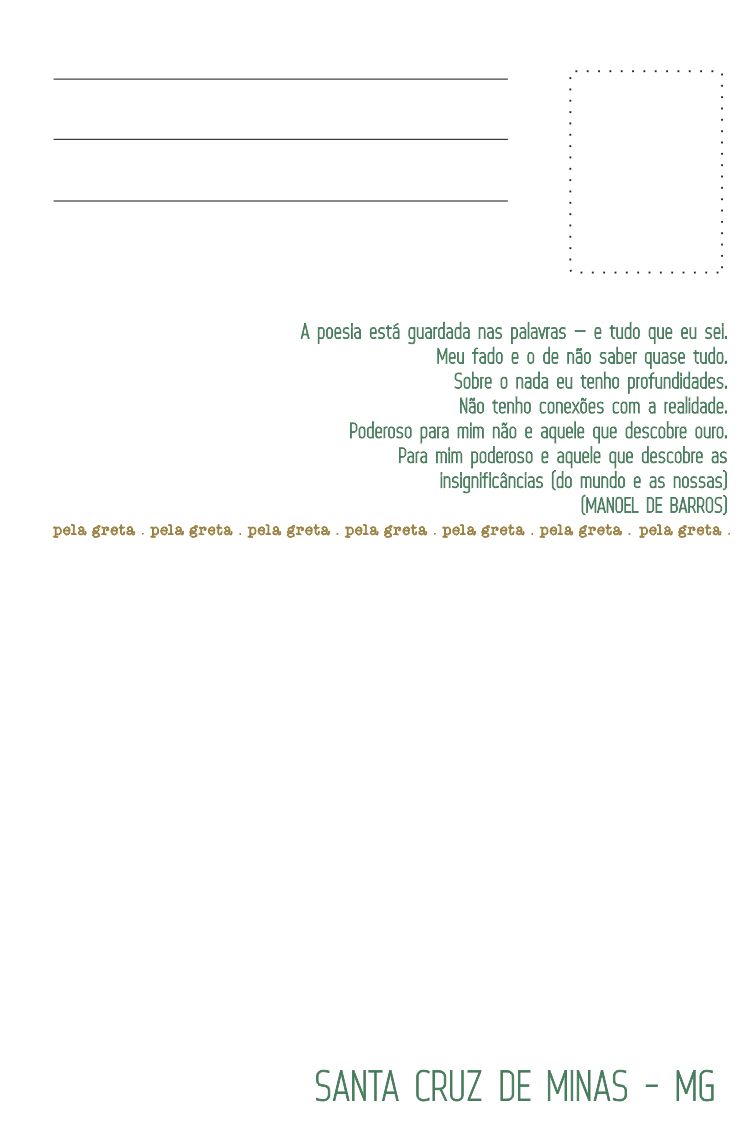 A poesia está guardada nas palavras – e tudo que eu sei.
Meu fado e o de não saber quase tudo.
Sobre o nada eu tenho profundidades.
Não tenho conexões com a realidade.
Poderoso para mim não e aquele que descobre ouro.
Para mim poderoso e aquele que descobre as
insignificâncias (do mundo e as nossas)
(MANOEL DE BARROS)
pela greta . pela greta . pela greta . pela greta . pela greta . pela greta . pela greta .
SANTA CRUZ DE MINAS - MG